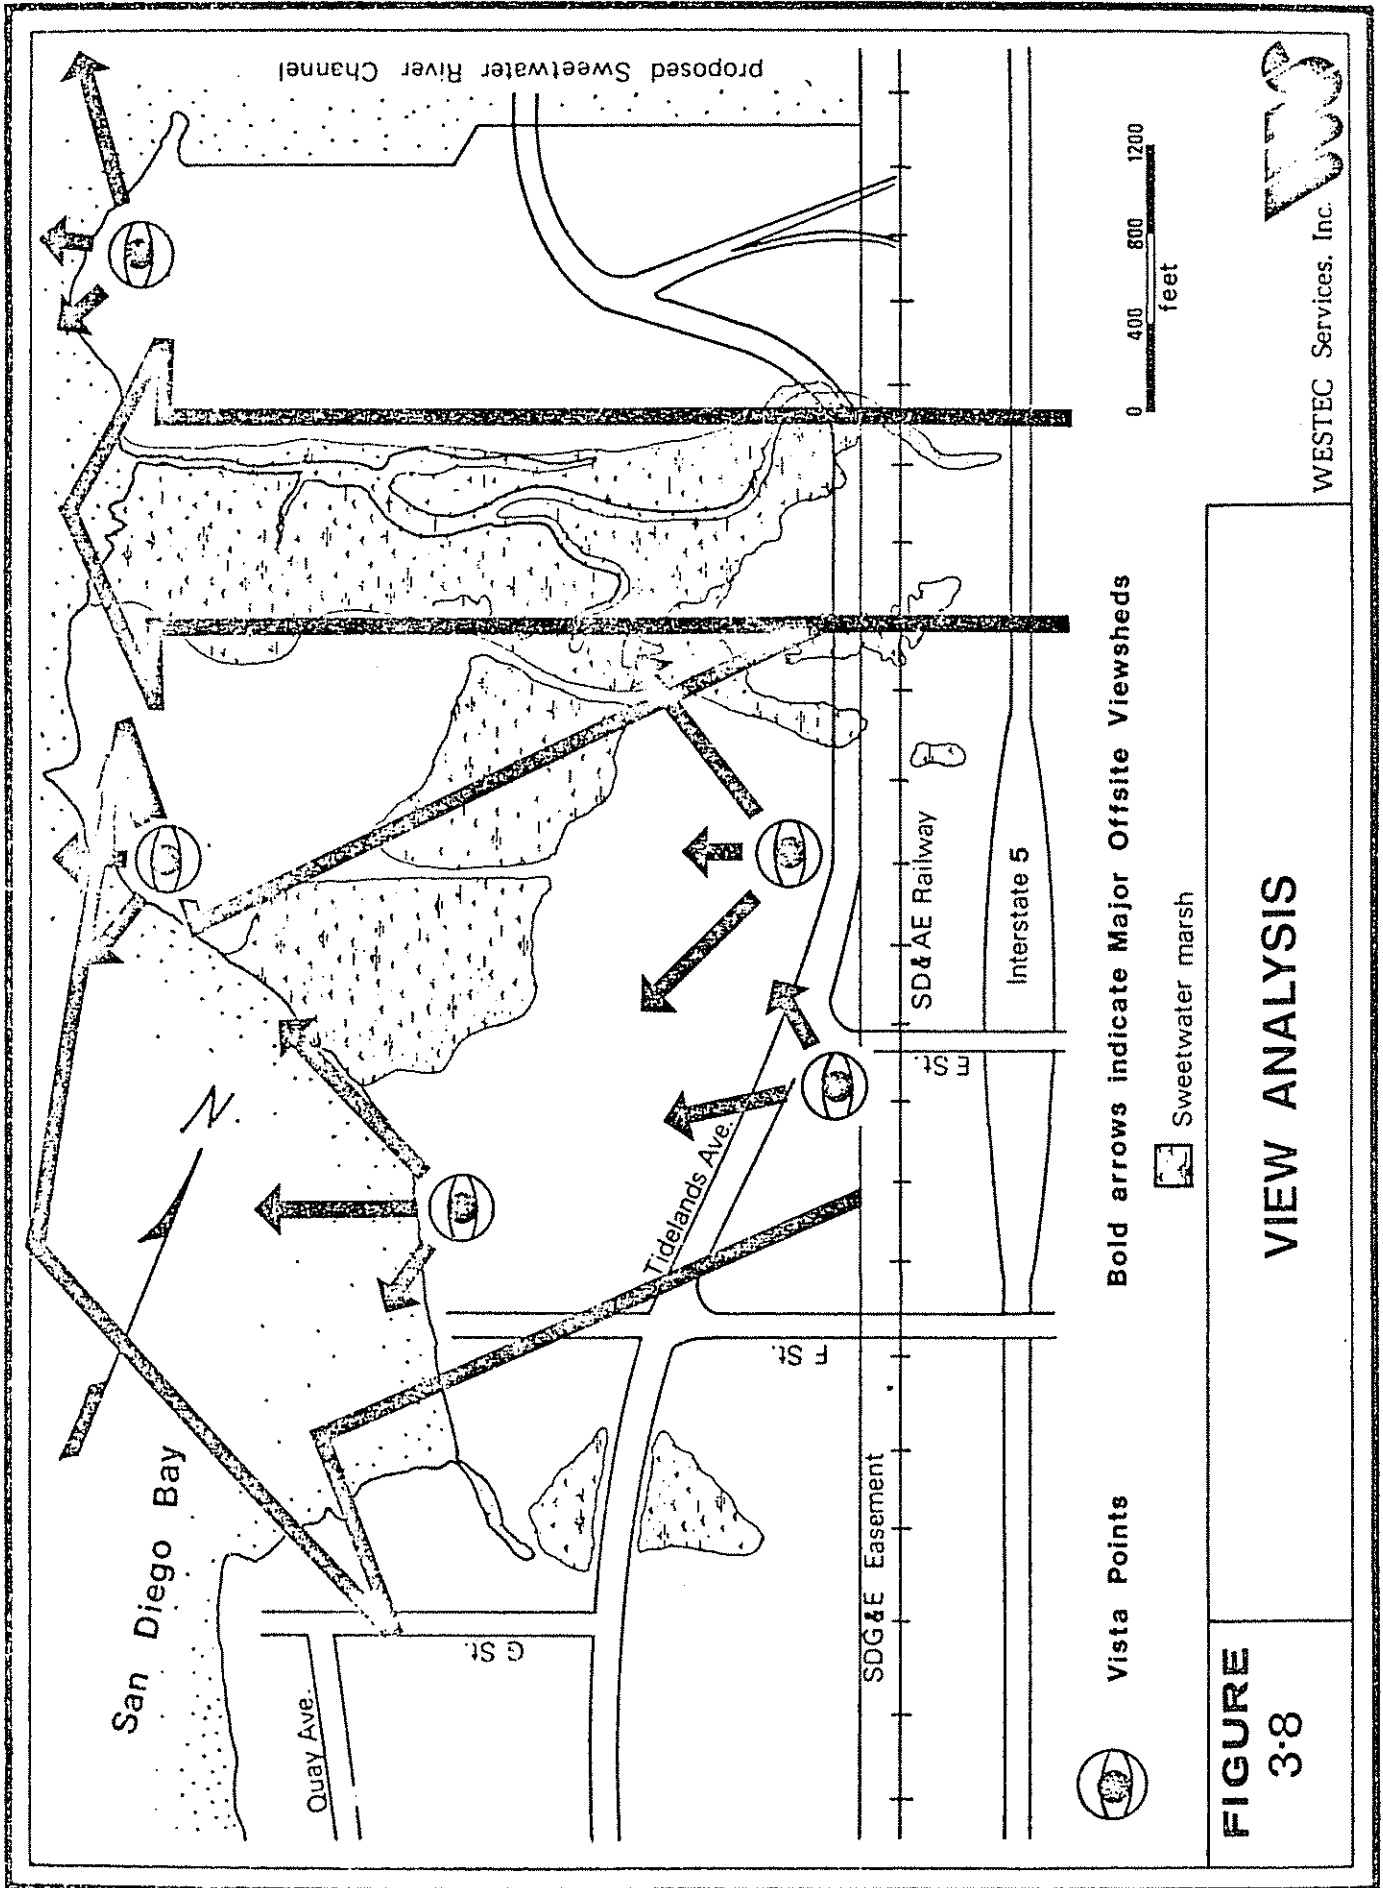 San Diego Bay
N
proposed Sweetwater River Channel
Quay Ave.
G St.
F St.
E St.
Tidelands Ave.
SDG&E Easement
SD&AE Railway
Interstate 5
Vista Points
Bold arrows indicate Major Offsite Viewsheds
Sweetwater marsh
0 400 800 1200
feet
WESTEC Services, Inc.
FIGURE
3-8
VIEW ANALYSIS